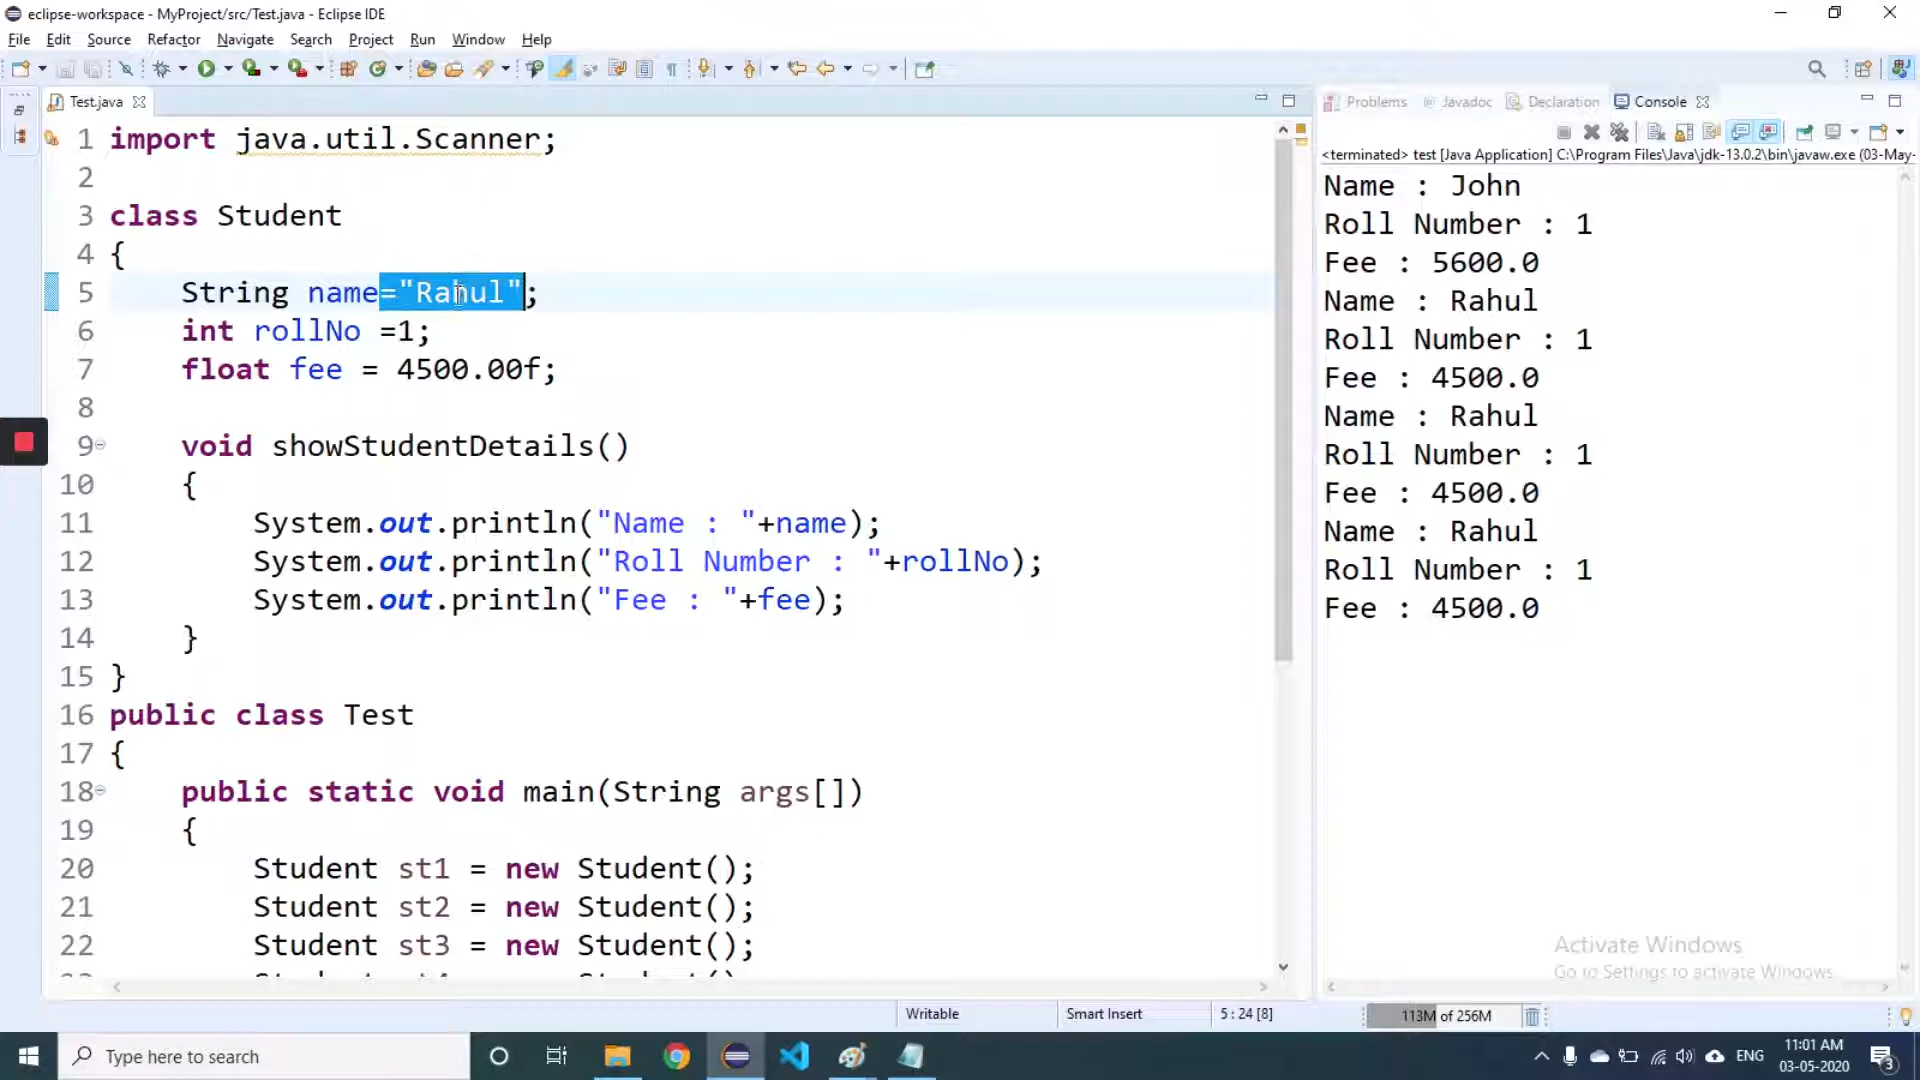 eclipse-workspace - MyProject/src/Test.java - Eclipse IDE
File Edit Source Refactor Navigate Search Project Run Window Help
Test.java
1 import java.util.Scanner;
2
3 class Student
4 {
5 String name="Rahul";
6 int rollNo =1;
7 float fee = 4500.00f;
8
9 void showStudentDetails()
10 {
11 System.out.println("Name : "+name);
12 System.out.println("Roll Number : "+rollNo);
13 System.out.println("Fee : "+fee);
14 }
15 }
16 public class Test
17 {
18 public static void main(String args[])
19 {
20 Student st1 = new Student();
21 Student st2 = new Student();
22 Student st3 = new Student();
Problems Javadoc Declaration Console
<terminated> test [Java Application] C:\Program Files\Java\jdk-13.0.2\bin\javaw.exe (03-May-
Name : John
Roll Number : 1
Fee : 5600.0
Name : Rahul
Roll Number : 1
Fee : 4500.0
Name : Rahul
Roll Number : 1
Fee : 4500.0
Name : Rahul
Roll Number : 1
Fee : 4500.0
Activate Windows
Go to Settings to activate Windows.
Writable Smart Insert 5 : 24 [8] 113M of 256M
Type here to search
ENG
11:01 AM
03-05-2020
3